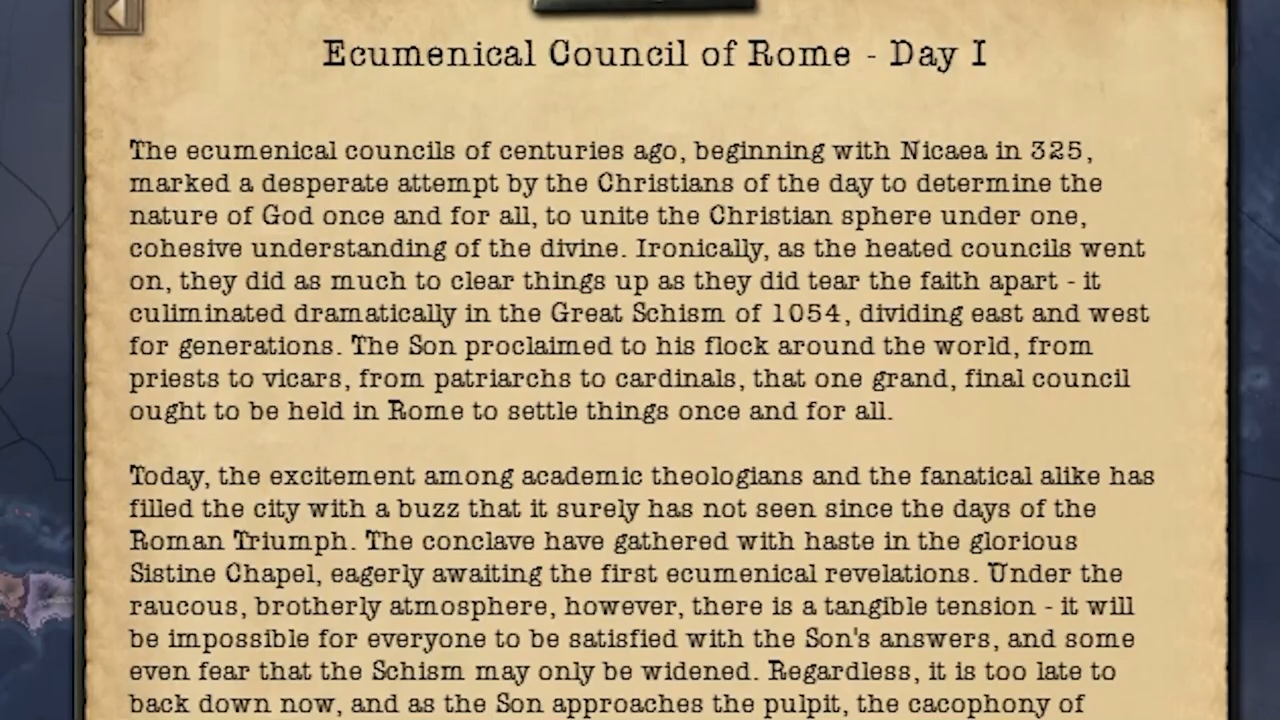 Ecumenical Council of Rome - Day I
The ecumenical councils of centuries ago, beginning with Nicaea in 325,
marked a desperate attempt by the Christians of the day to determine the
nature of God once and for all, to unite the Christian sphere under one,
cohesive understanding of the divine. Ironically, as the heated councils went
on, they did as much to clear things up as they did tear the faith apart - it
culiminated dramatically in the Great Schism of 1054, dividing east and west
for generations. The Son proclaimed to his flock around the world, from
priests to vicars, from patriarchs to cardinals, that one grand, final council
ought to be held in Rome to settle things once and for all.
Today, the excitement among academic theologians and the fanatical alike has
filled the city with a buzz that it surely has not seen since the days of the
Roman Triumph. The conclave have gathered with haste in the glorious
Sistine Chapel, eagerly awaiting the first ecumenical revelations. Under the
raucous, brotherly atmosphere, however, there is a tangible tension - it will
be impossible for everyone to be satisfied with the Son's answers, and some
even fear that the Schism may only be widened. Regardless, it is too late to
back down now, and as the Son approaches the pulpit, the cacophony of